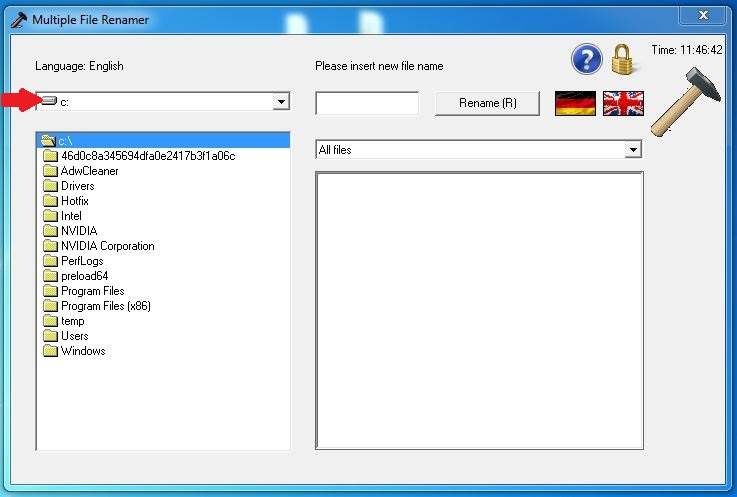 Multiple File Renamer
Language: English
Please insert new file name
Time: 11:46:42
c:
Rename (R)
All files
c:\
46d0c8a345694dfa0e2417b3f1a06c
AdwCleaner
Drivers
Hotfix
Intel
NVIDIA
NVIDIA Corporation
PerfLogs
preload64
Program Files
Program Files (x86)
temp
Users
Windows